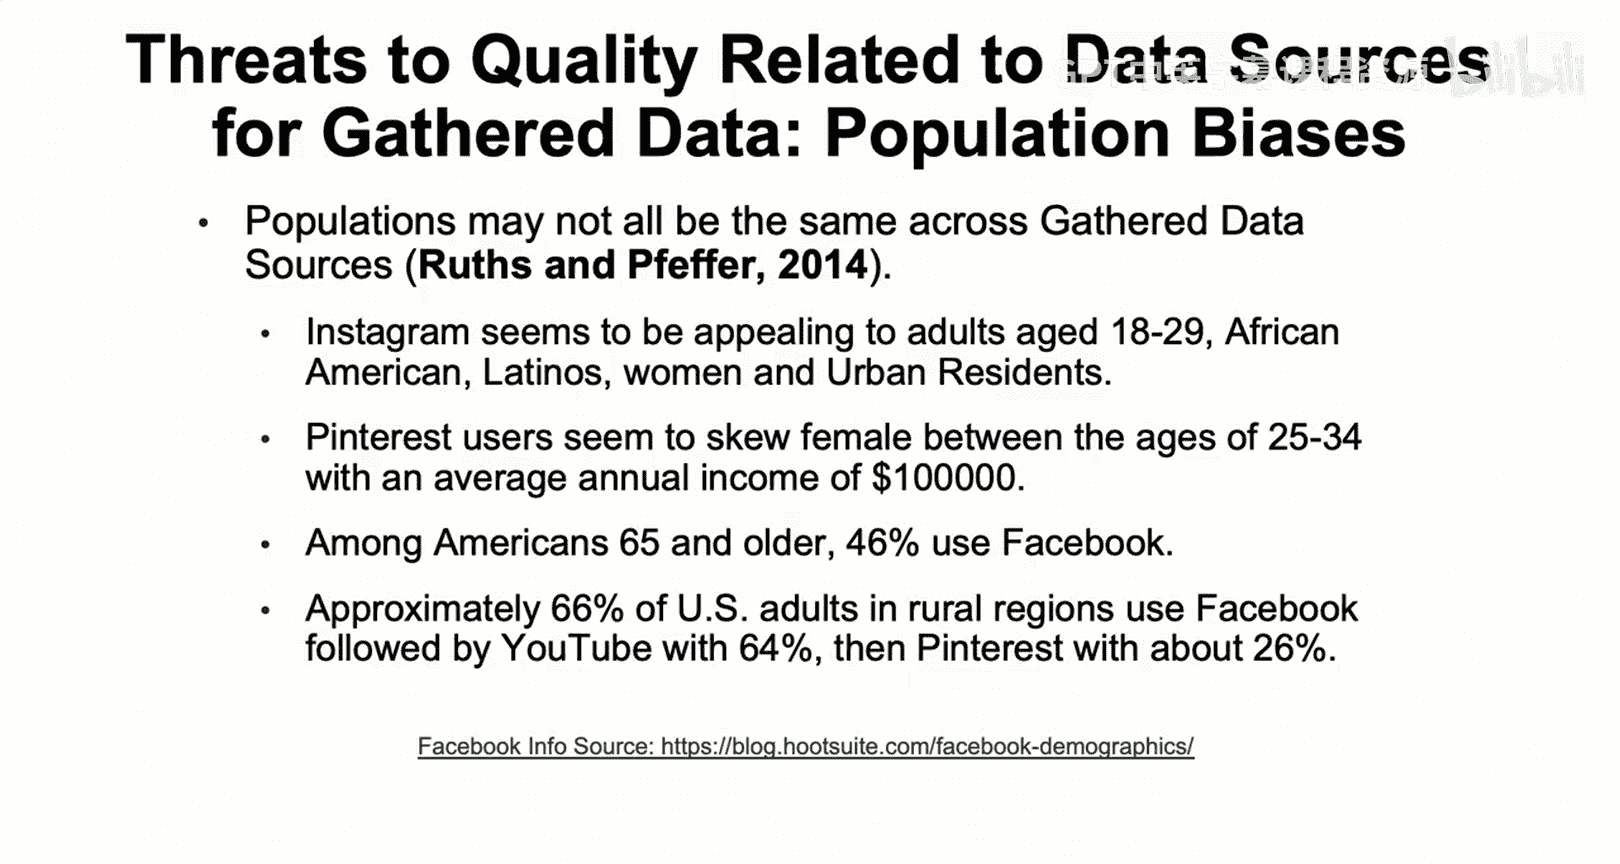 Threats to Quality Related to Data Sources
for Gathered Data: Population Biases
• Populations may not all be the same across Gathered Data
Sources (Ruths and Pfeffer, 2014).
• Instagram seems to be appealing to adults aged 18-29, African
American, Latinos, women and Urban Residents.
• Pinterest users seem to skew female between the ages of 25-34
with an average annual income of $100000.
• Among Americans 65 and older, 46% use Facebook.
• Approximately 66% of U.S. adults in rural regions use Facebook
followed by YouTube with 64%, then Pinterest with about 26%.
Facebook Info Source: https://blog.hootsuite.com/facebook-demographics/
bilibili